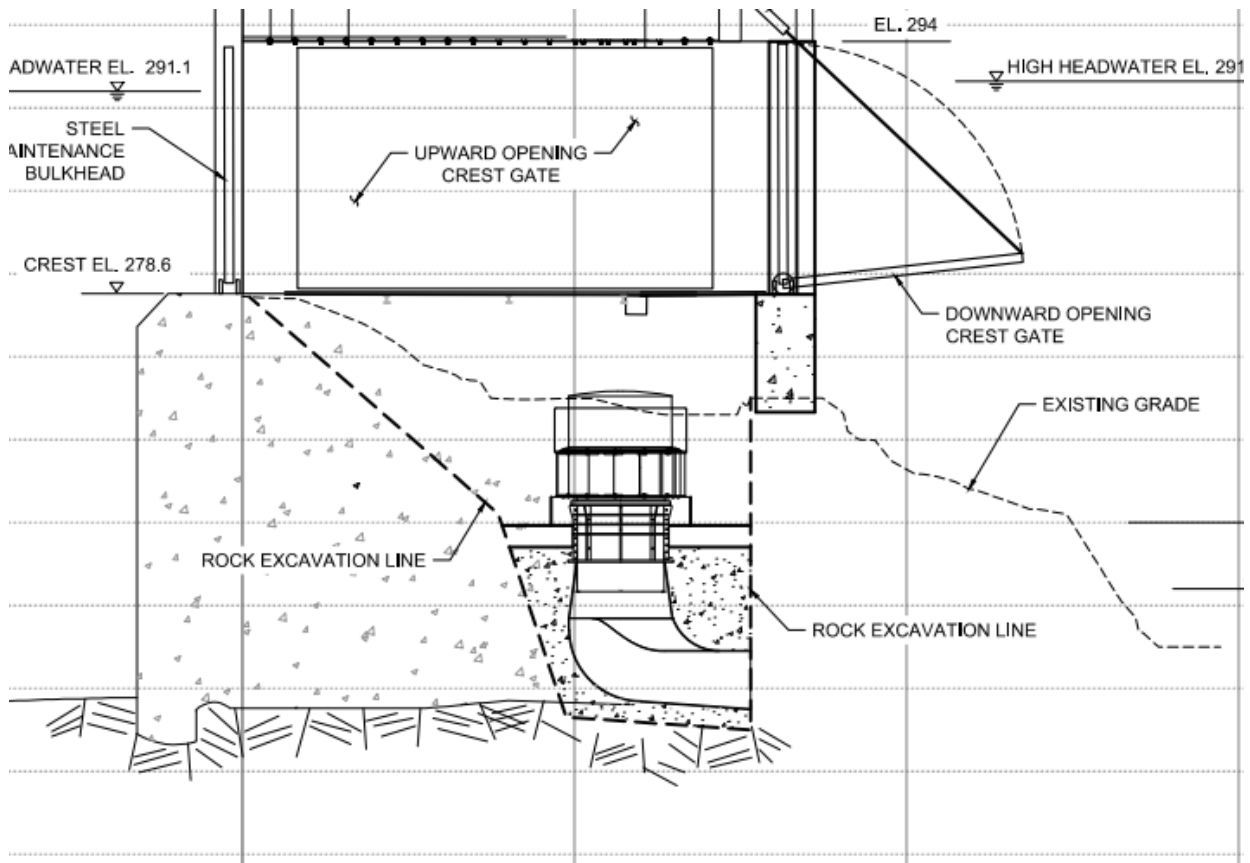 EL. 294
ADWATER EL. 291.1
HIGH HEADWATER EL. 291
STEEL
AINTENANCE
BULKHEAD
UPWARD OPENING
CREST GATE
CREST EL. 278.6
DOWNWARD OPENING
CREST GATE
EXISTING GRADE
ROCK EXCAVATION LINE
ROCK EXCAVATION LINE